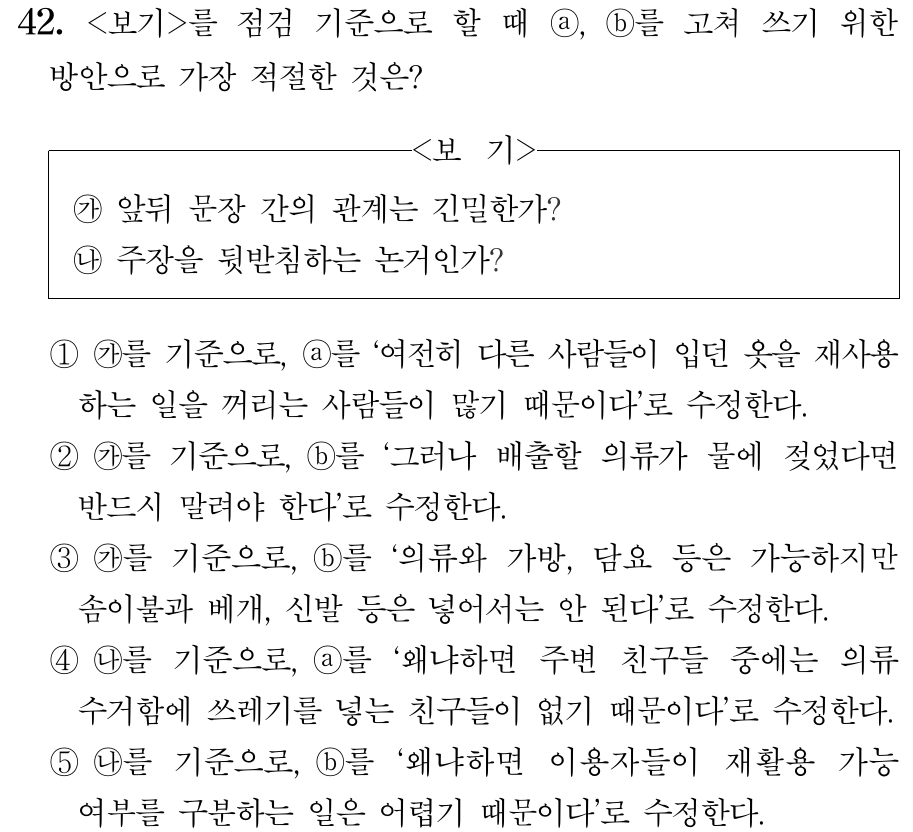 42. <보기>를 점검 기준으로 할 때 ⓐ, ⓑ를 고쳐 쓰기 위한
방안으로 가장 적절한 것은?
<보 기>
㉮ 앞뒤 문장 간의 관계는 긴밀한가?
㉯ 주장을 뒷받침하는 논거인가?
① ㉮를 기준으로, ⓐ를 ‘여전히 다른 사람들이 입던 옷을 재사용
하는 일을 꺼리는 사람들이 많기 때문이다’로 수정한다.
② ㉮를 기준으로, ⓑ를 ‘그러나 배출할 의류가 물에 젖었다면
반드시 말려야 한다’로 수정한다.
③ ㉮를 기준으로, ⓑ를 ‘의류와 가방, 담요 등은 가능하지만
솜이불과 베개, 신발 등은 넣어서는 안 된다’로 수정한다.
④ ㉯를 기준으로, ⓐ를 ‘왜냐하면 주변 친구들 중에는 의류
수거함에 쓰레기를 넣는 친구들이 없기 때문이다’로 수정한다.
⑤ ㉯를 기준으로, ⓑ를 ‘왜냐하면 이용자들이 재활용 가능
여부를 구분하는 일은 어렵기 때문이다’로 수정한다.